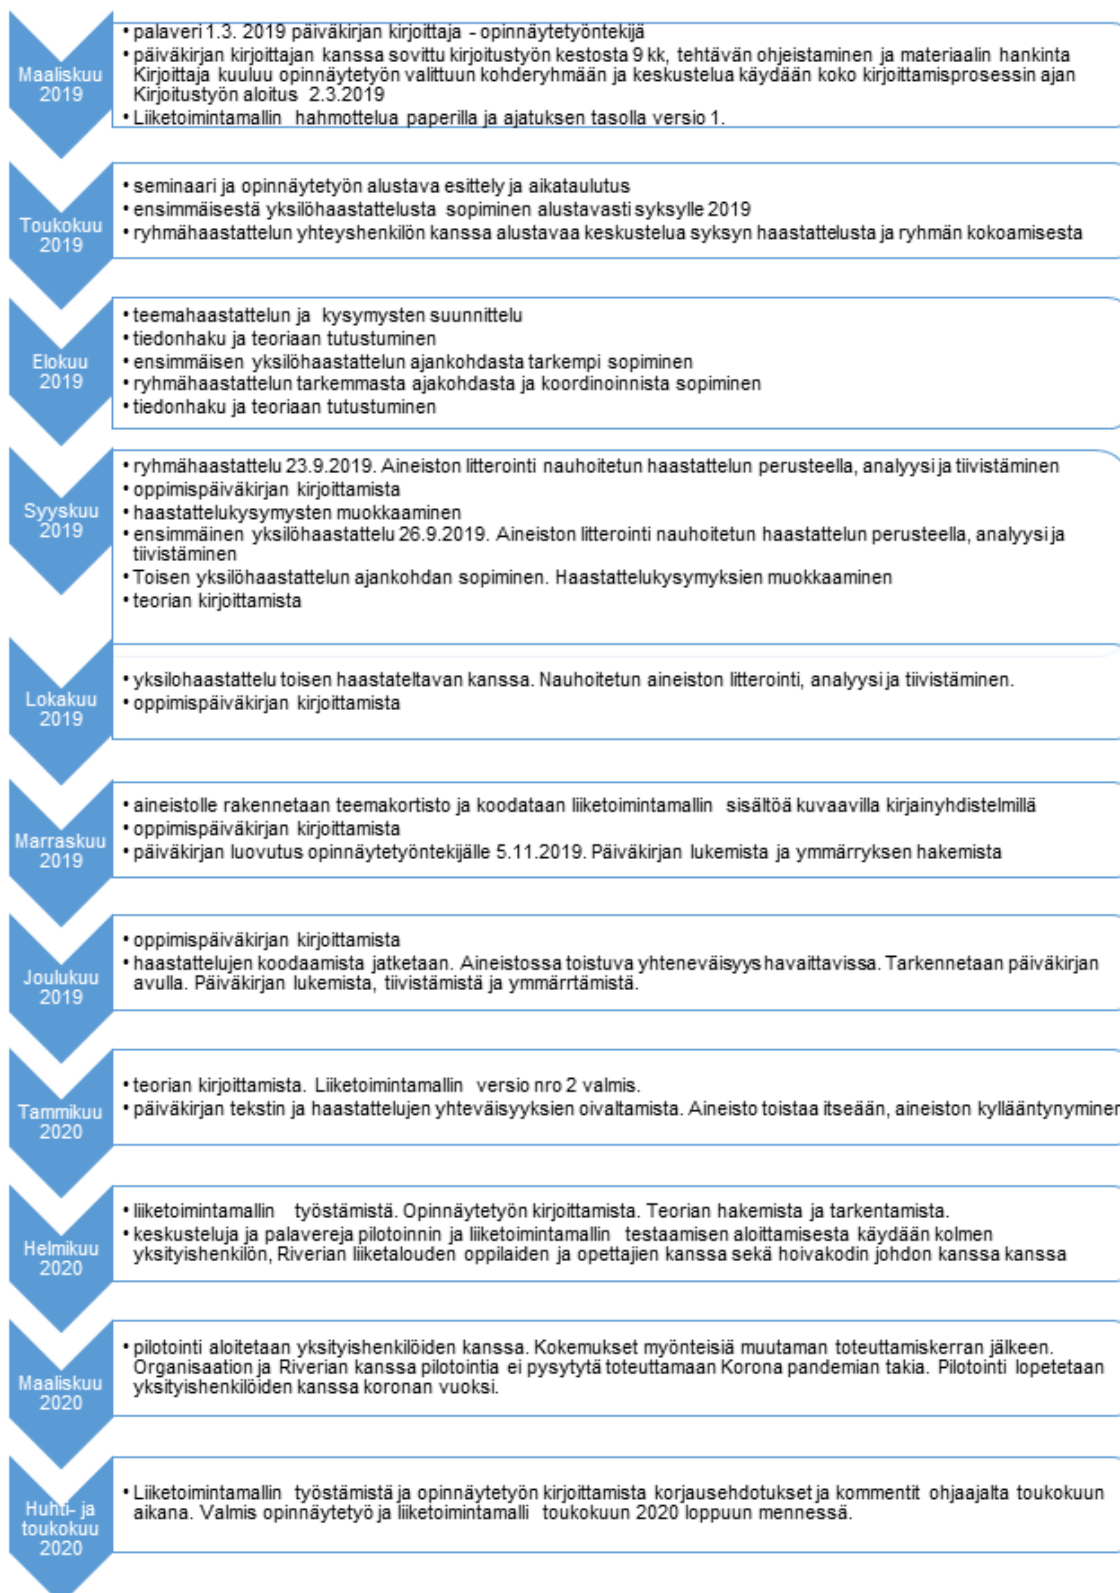 Maaliskuu
2019
• palaveri 1.3. 2019 päiväkirjan kirjoittaja - opinnäytetyöntekijä
• päiväkirjan kirjoittajan kanssa sovittu kirjoitustyön kestosta 9 kk, tehtävän ohjeistaminen ja materiaalin hankinta
Kirjoittaja kuuluu opinnäytetyön valittuun kohderyhmään ja keskustelua käydään koko kirjoittamisprosessin ajan
Kirjoitustyön aloitus 2.3.2019
• Liiketoimintamallin hahmottelua paperilla ja ajatuksen tasolla versio 1.
Toukokuu
2019
• seminaari ja opinnäytetyön alustava esittely ja aikataulutus
• ensimmäisestä yksilöhaastattelusta sopiminen alustavasti syksylle 2019
• ryhmähaastattelun yhteyshenkilön kanssa alustavaa keskustelua syksyn haastattelusta ja ryhmän kokoamisesta
Elokuu
2019
• teemahaastattelun ja kysymysten suunnittelu
• tiedonhaku ja teoriaan tutustuminen
• ensimmäisen yksilöhaastattelun ajankohdasta tarkempi sopiminen
• ryhmähaastattelun tarkemmasta ajakohdasta ja koordinoinnista sopiminen
• tiedonhaku ja teoriaan tutustuminen
Syyskuu
2019
• ryhmähaastattelu 23.9.2019. Aineiston litterointi nauhoitetun haastattelun perusteella, analyysi ja tiivistäminen
• oppimispäiväkirjan kirjoittamista
• haastattelukysymysten muokkaaminen
• ensimmäinen yksilöhaastattelu 26.9.2019. Aineiston litterointi nauhoitetun haastattelun perusteella, analyysi ja
tiivistäminen
• Toisen yksilöhaastattelun ajankohdan sopiminen. Haastattelukysymyksien muokkaaminen
• teorian kirjoittamista
Lokakuu
2019
• yksilohaastattelu toisen haastateltavan kanssa. Nauhoitetun aineiston litterointi, analyysi ja tiivistäminen.
• oppimispäiväkirjan kirjoittamista
Marraskuu
2019
• aineistolle rakennetaan teemakortisto ja koodataan liiketoimintamallin sisältöä kuvaavilla kirjainyhdistelmillä
• oppimispäiväkirjan kirjoittamista
• päiväkirjan luovutus opinnäytetyöntekijälle 5.11.2019. Päiväkirjan lukemista ja ymmärryksen hakemista
Joulukuu
2019
• oppimispäiväkirjan kirjoittamista
• haastattelujen koodaamista jatketaan. Aineistossa toistuva yhteneväisyys havaittavissa. Tarkennetaan päiväkirjan
avulla. Päiväkirjan lukemista, tiivistämistä ja ymmärrtämistä.
Tammikuu
2020
• teorian kirjoittamista. Liiketoimintamallin versio nro 2 valmis.
• päiväkirjan tekstin ja haastattelujen yhteväisyyksien oivaltamista. Aineisto toistaa itseään, aineiston kyllääntynyminen
Helmikuu
2020
• liiketoimintamallin työstämistä. Opinnäytetyön kirjoittamista. Teorian hakemista ja tarkentamista.
• keskusteluja ja palavereja pilotoinnin ja liiketoimintamallin testaamisen aloittamisesta käydään kolmen
yksityishenkilön, Riverian liiketalouden oppilaiden ja opettajien kanssa sekä hoivakodin johdon kanssa kanssa
Maaliskuu
2020
• pilotointi aloitetaan yksityishenkilöiden kanssa. Kokemukset myönteisiä muutaman toteuttamiskerran jälkeen.
Organisaation ja Riverian kanssa pilotointia ei pysytytä toteuttamaan Korona pandemian takia. Pilotointi lopetetaan
yksityishenkilöiden kanssa koronan vuoksi.
Huhti- ja
toukokuu
2020
• Liiketoimintamallin työstämistä ja opinnäytetyön kirjoittamista korjausehdotukset ja kommentit ohjaajalta toukokuun
aikana. Valmis opinnäytetyö ja liiketoimintamalli toukokuun 2020 loppuun mennessä.